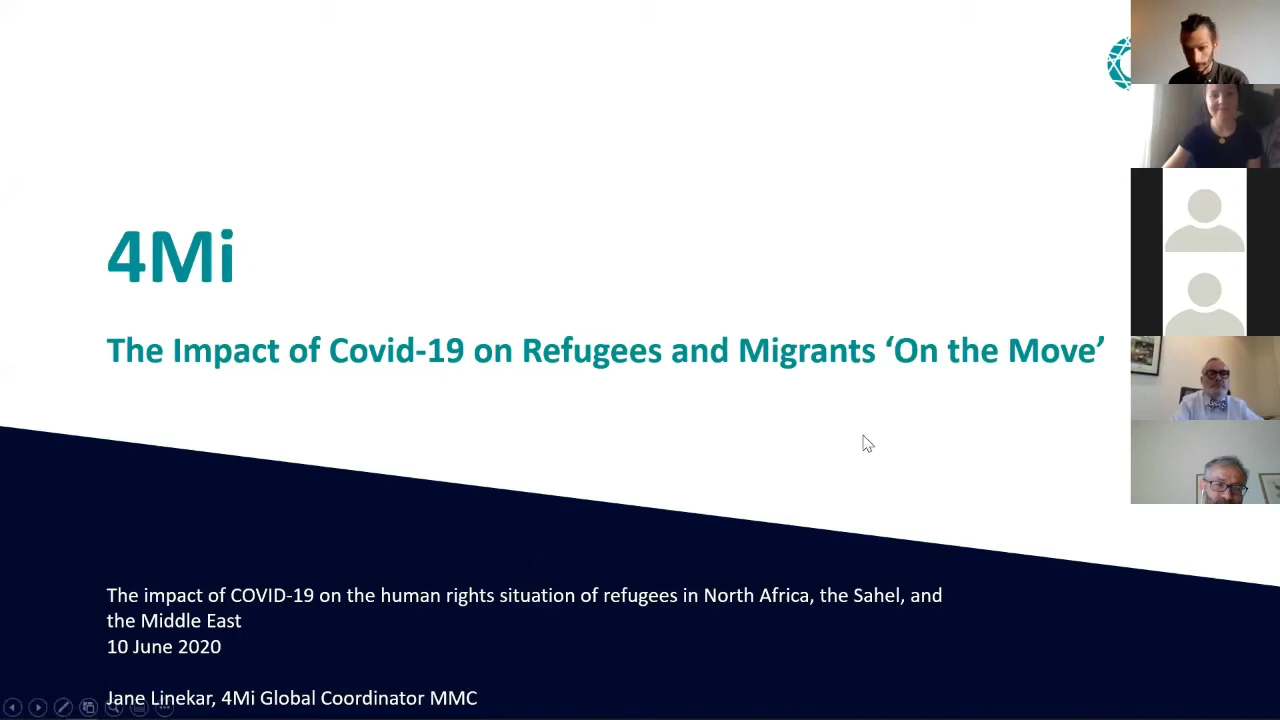 4Mi
The Impact of Covid-19 on Refugees and Migrants ‘On the Move’
The impact of COVID-19 on the human rights situation of refugees in North Africa, the Sahel, and
the Middle East
10 June 2020
Jane Linekar, 4Mi Global Coordinator MMC